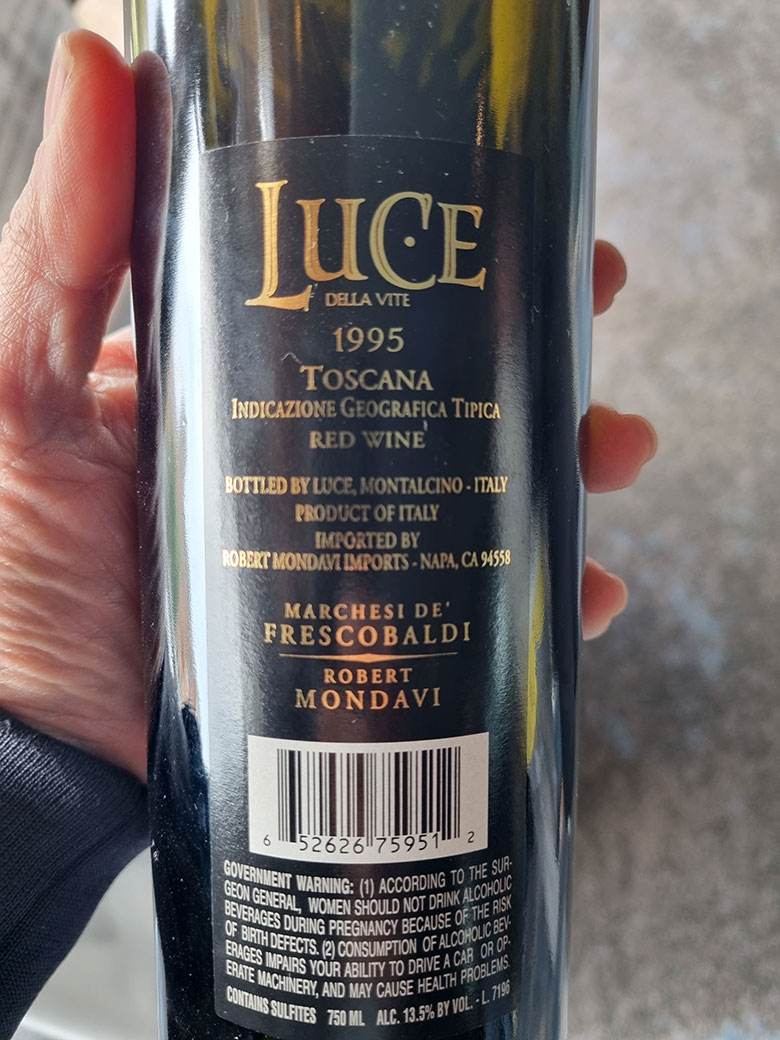 LUCE
DELLA VITE
1995
TOSCANA
INDICAZIONE GEOGRAFICA TIPICA
RED WINE
BOTTLED BY LUCE, MONTALCINO - ITALY
PRODUCT OF ITALY
IMPORTED BY
ROBERT MONDAVI IMPORTS - NAPA, CA 94558
MARCHESI DE'
FRESCOBALDI
ROBERT
MONDAVI
6 52626 75951 2
GOVERNMENT WARNING: (1) ACCORDING TO THE SUR-
GEON GENERAL, WOMEN SHOULD NOT DRINK ALCOHOLIC
BEVERAGES DURING PREGNANCY BECAUSE OF THE RISK
OF BIRTH DEFECTS. (2) CONSUMPTION OF ALCOHOLIC BEV-
ERAGES IMPAIRS YOUR ABILITY TO DRIVE A CAR OR OP-
ERATE MACHINERY, AND MAY CAUSE HEALTH PROBLEMS.
CONTAINS SULFITES 750 ML ALC. 13.5% BY VOL. - L. 7196